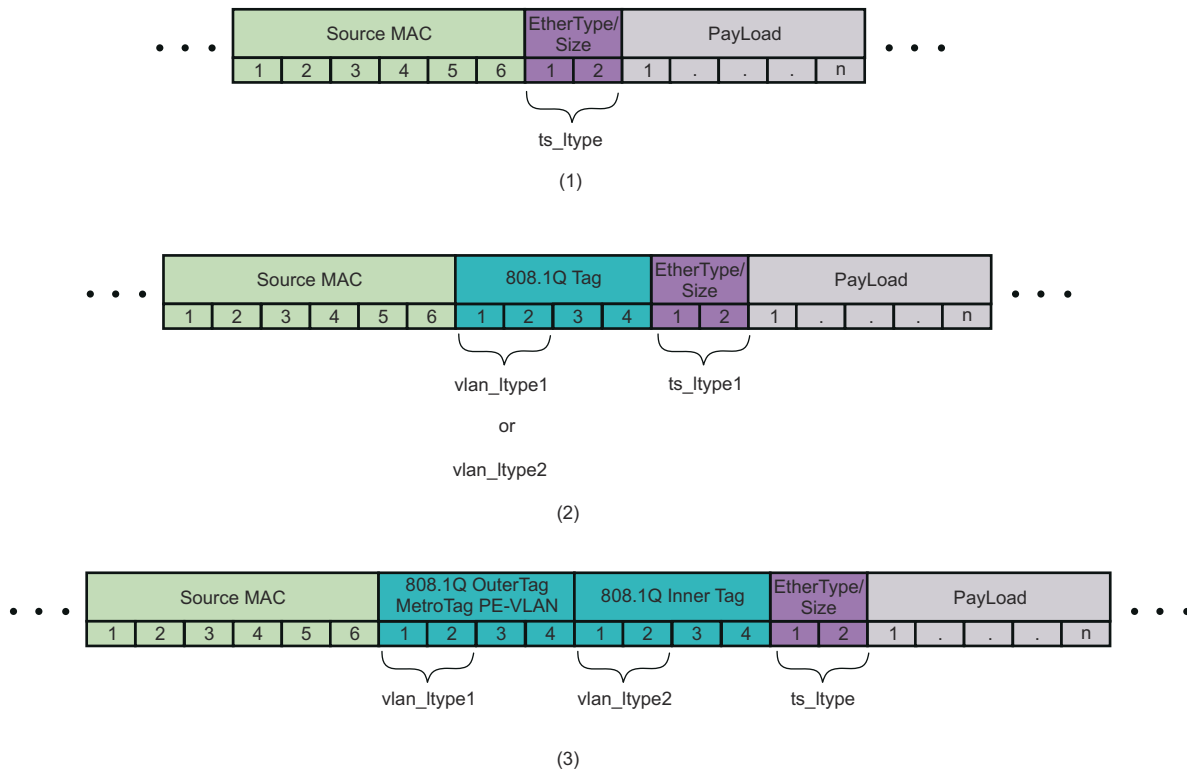 Source MAC
EtherType/
Size
PayLoad
1 2 3 4 5 6 1 2 1 . . . n
ts_ltype
(1)
Source MAC
808.1Q Tag
EtherType/
Size
PayLoad
1 2 3 4 5 6 1 2 3 4 1 2 1 . . . n
vlan_ltype1
ts_ltype1
or
vlan_ltype2
(2)
Source MAC
808.1Q OuterTag
MetroTag PE-VLAN
808.1Q Inner Tag
EtherType/
Size
PayLoad
1 2 3 4 5 6 1 2 3 4 1 2 3 4 1 2 1 . . . n
vlan_ltype1
vlan_ltype2
ts_ltype
(3)